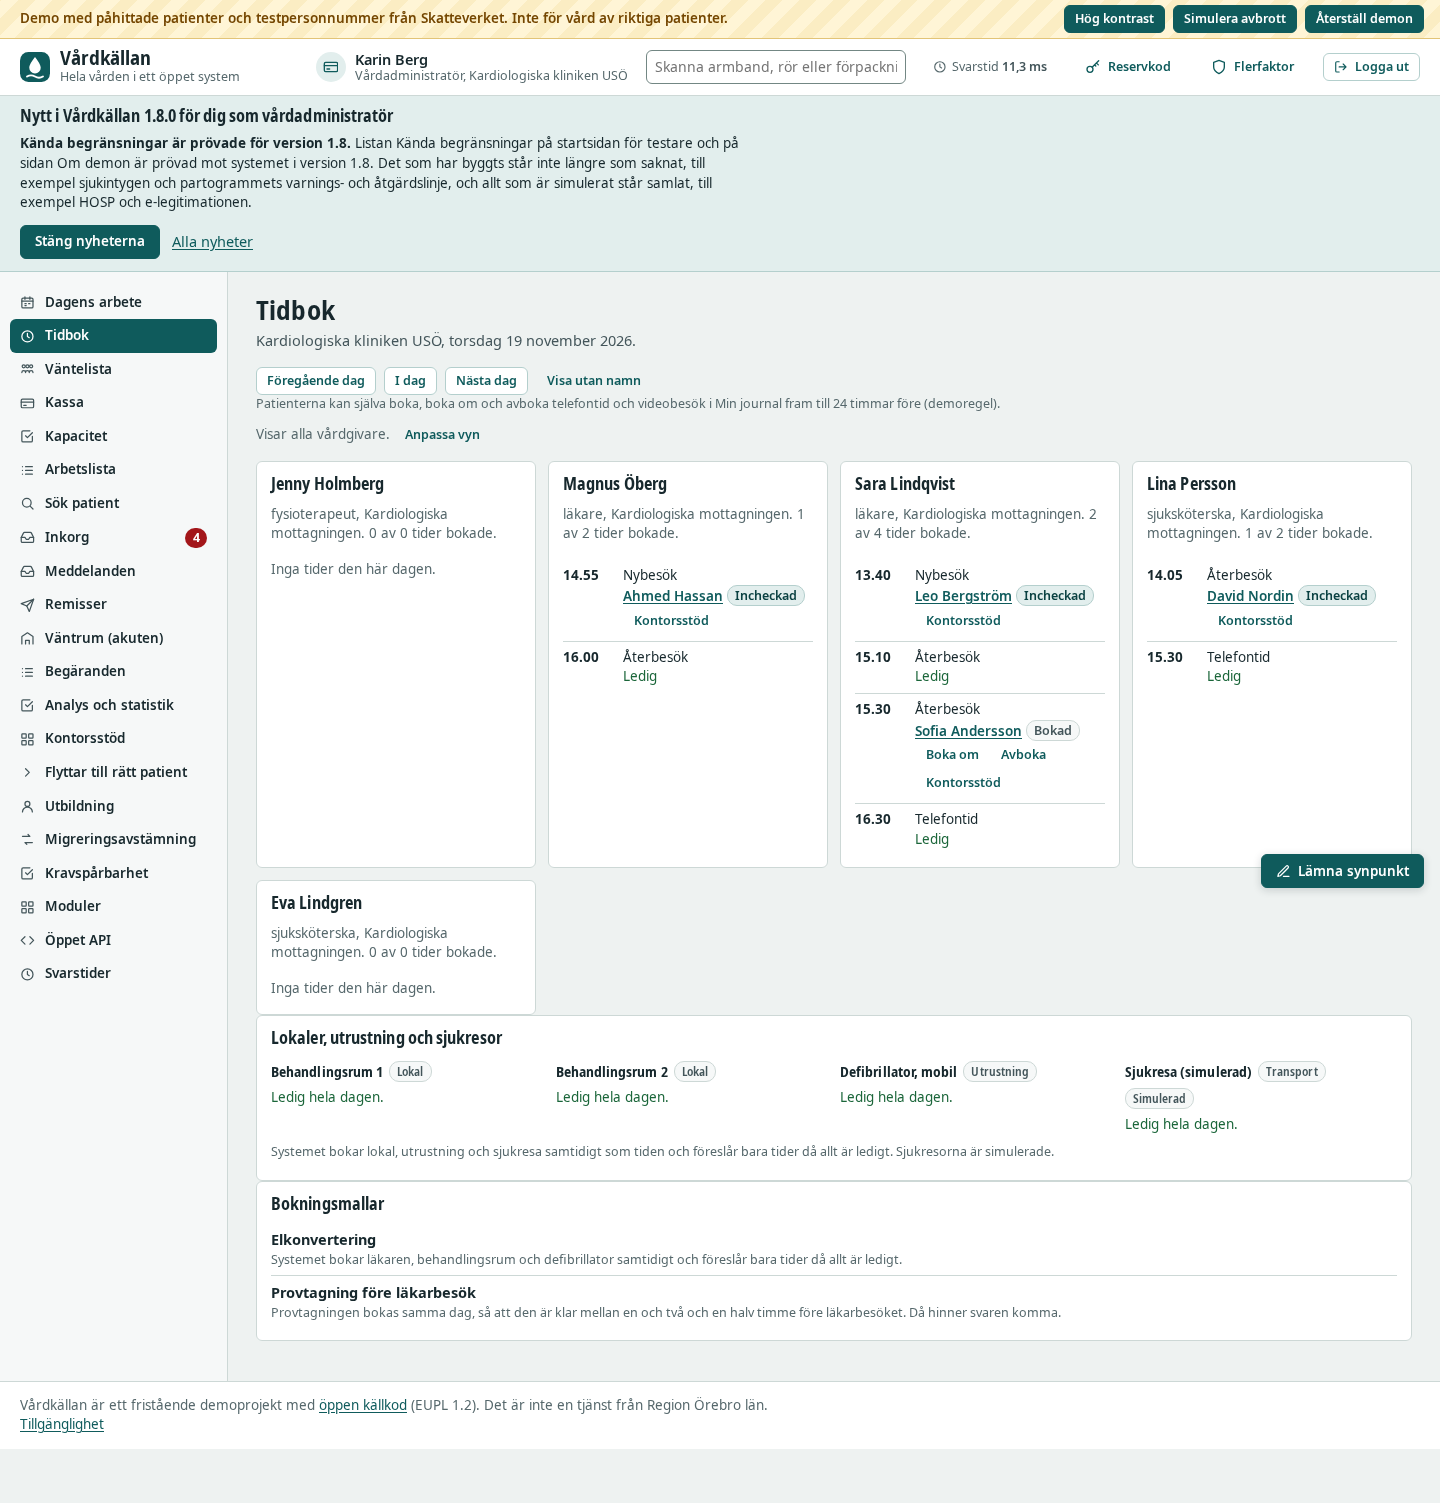 Demo med påhittade patienter och testpersonnummer från Skatteverket. Inte för vård av riktiga patienter.
Hög kontrast
Simulera avbrott
Återställ demon
Vårdkällan
Hela vården i ett öppet system
Karin Berg
Vårdadministratör, Kardiologiska kliniken USÖ
Skanna armband, rör eller förpackni
Svarstid 11,3 ms
Reservkod
Flerfaktor
Logga ut
Nytt i Vårdkällan 1.8.0 för dig som vårdadministratör
Kända begränsningar är prövade för version 1.8. Listan Kända begränsningar på startsidan för testare och på
sidan Om demon är prövad mot systemet i version 1.8. Det som har byggts står inte längre som saknat, till
exempel sjukintygen och partogrammets varnings- och åtgärdslinje, och allt som är simulerat står samlat, till
exempel HOSP och e-legitimationen.
Stäng nyheterna
Alla nyheter
Dagens arbete
Tidbok
Väntelista
Kassa
Kapacitet
Arbetslista
Sök patient
Inkorg
4
Meddelanden
Remisser
Väntrum (akuten)
Begäranden
Analys och statistik
Kontorsstöd
Flyttar till rätt patient
Utbildning
Migreringsavstämning
Kravspårbarhet
Moduler
Öppet API
Svarstider
Tidbok
Kardiologiska kliniken USÖ, torsdag 19 november 2026.
Föregående dag
I dag
Nästa dag
Visa utan namn
Patienterna kan själva boka, boka om och avboka telefontid och videobesök i Min journal fram till 24 timmar före (demoregel).
Visar alla vårdgivare.
Anpassa vyn
Jenny Holmberg
fysioterapeut, Kardiologiska
mottagningen. 0 av 0 tider bokade.
Inga tider den här dagen.
Magnus Öberg
läkare, Kardiologiska mottagningen. 1
av 2 tider bokade.
14.55 Nybesök
Ahmed Hassan Incheckad
Kontorsstöd
16.00 Återbesök
Ledig
Sara Lindqvist
läkare, Kardiologiska mottagningen. 2
av 4 tider bokade.
13.40 Nybesök
Leo Bergström Incheckad
Kontorsstöd
15.10 Återbesök
Ledig
15.30 Återbesök
Sofia Andersson Bokad
Boka om Avboka
Kontorsstöd
16.30 Telefontid
Ledig
Lina Persson
sjuksköterska, Kardiologiska
mottagningen. 1 av 2 tider bokade.
14.05 Återbesök
David Nordin Incheckad
Kontorsstöd
15.30 Telefontid
Ledig
Lämna synpunkt
Eva Lindgren
sjuksköterska, Kardiologiska
mottagningen. 0 av 0 tider bokade.
Inga tider den här dagen.
Lokaler, utrustning och sjukresor
Behandlingsrum 1 Lokal
Ledig hela dagen.
Behandlingsrum 2 Lokal
Ledig hela dagen.
Defibrillator, mobil Utrustning
Ledig hela dagen.
Sjukresa (simulerad) Transport
Simulerad
Ledig hela dagen.
Systemet bokar lokal, utrustning och sjukresa samtidigt som tiden och föreslår bara tider då allt är ledigt. Sjukresorna är simulerade.
Bokningsmallar
Elkonvertering
Systemet bokar läkaren, behandlingsrum och defibrillator samtidigt och föreslår bara tider då allt är ledigt.
Provtagning före läkarbesök
Provtagningen bokas samma dag, så att den är klar mellan en och två och en halv timme före läkarbesöket. Då hinner svaren komma.
Vårdkällan är ett fristående demoprojekt med öppen källkod (EUPL 1.2). Det är inte en tjänst från Region Örebro län.
Tillgänglighet